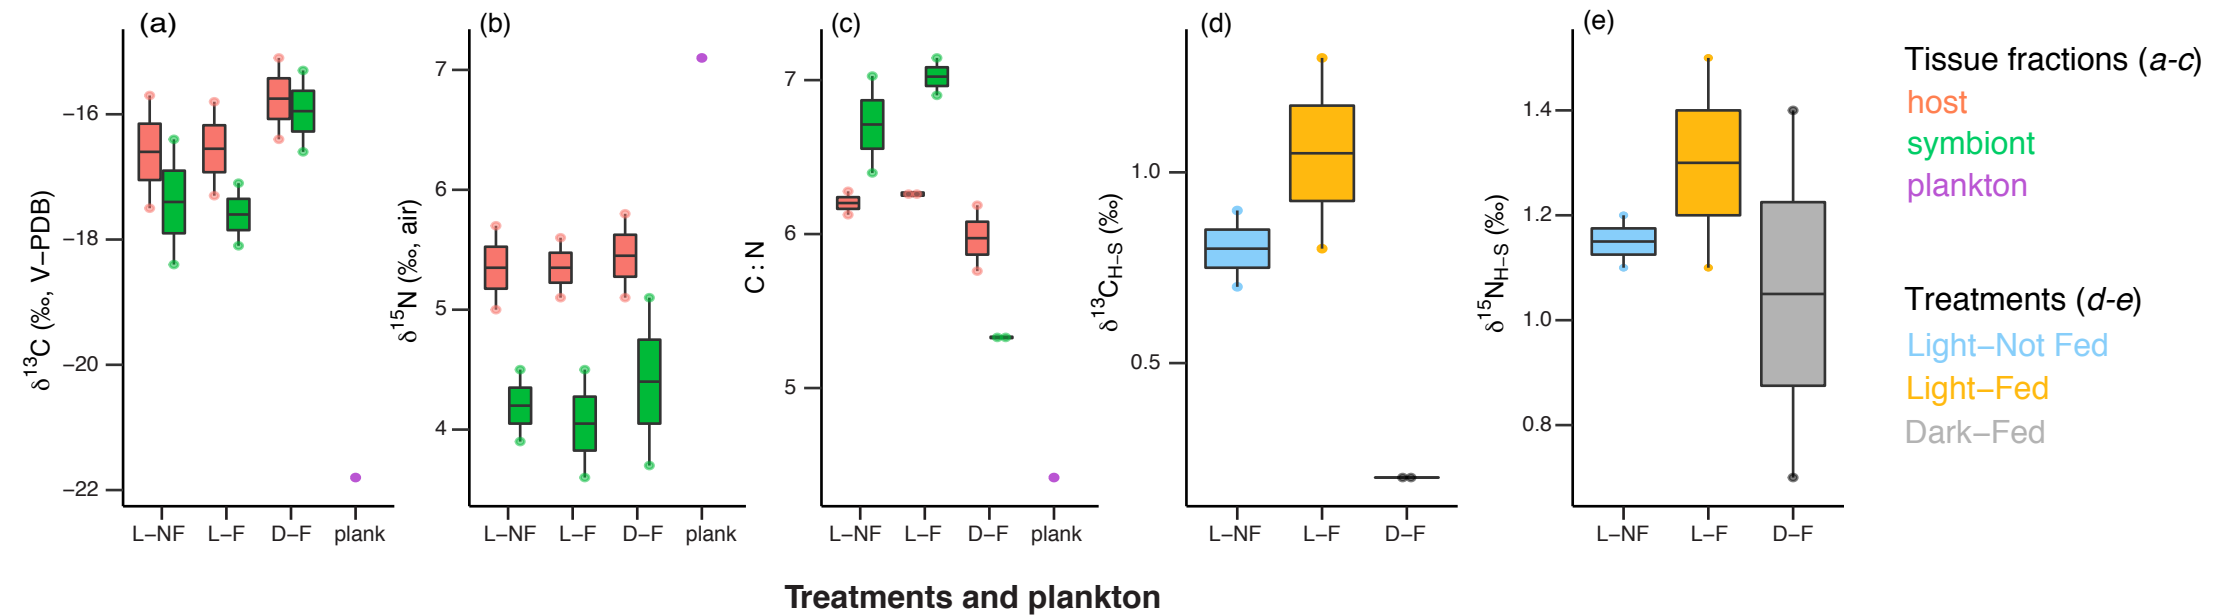 (a)
δ13C (‰, V−PDB)
−16
−18
−20
−22
L−NF L−F D−F plank
(b)
δ15N (‰, air)
7
6
5
4
L−NF L−F D−F plank
(c)
C:N
7
6
5
L−NF L−F D−F plank
(d)
δ13CH−S (‰)
1.0
0.5
L−NF L−F D−F
(e)
δ15NH−S (‰)
1.4
1.2
1.0
0.8
L−NF L−F D−F
Tissue fractions (a-c)
host
symbiont
plankton
Treatments (d-e)
Light−Not Fed
Light−Fed
Dark−Fed
Treatments and plankton